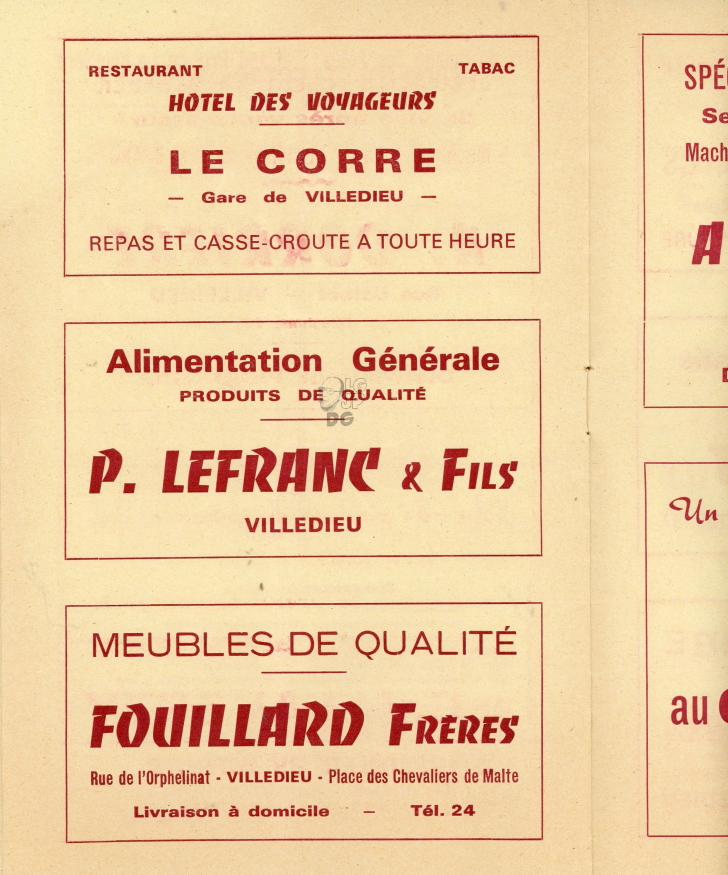 RESTAURANT TABAC
HOTEL DES VOYAGEURS
LE CORRE
— Gare de VILLEDIEU —
REPAS ET CASSE-CROUTE A TOUTE HEURE
Alimentation Générale
PRODUITS DE QUALITÉ
P. LEFRANC & FILS
VILLEDIEU
MEUBLES DE QUALITÉ
FOUILLARD FRERES
Rue de l'Orphelinat - VILLEDIEU - Place des Chevaliers de Malte
Livraison à domicile — Tél. 24
SPÉ
Se
Mach
A
Un
au